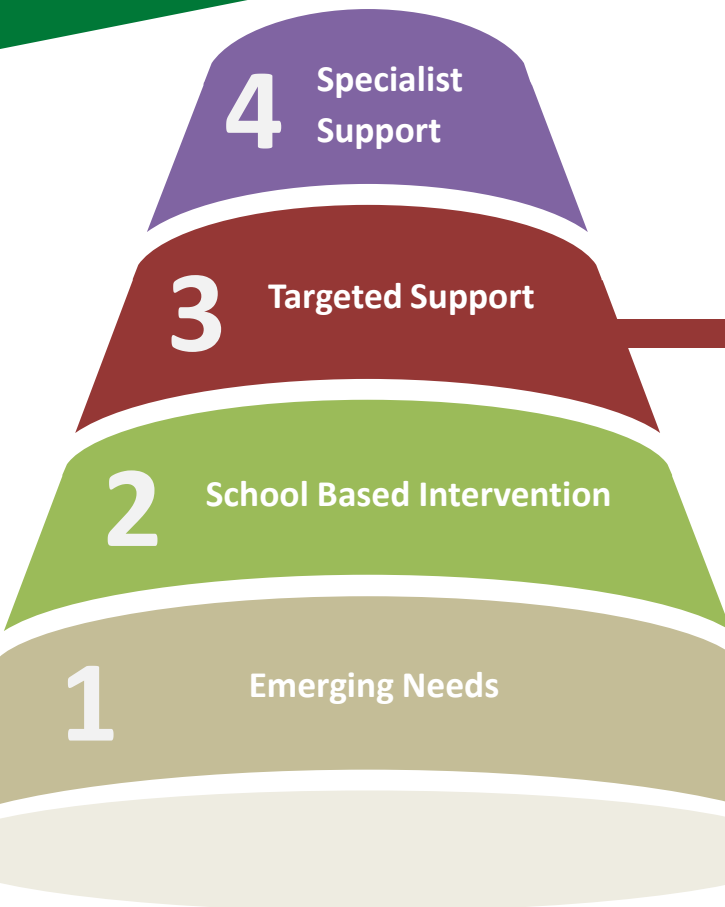 4
Specialist
Support
3
Targeted Support
2
School Based Intervention
1
Emerging Needs